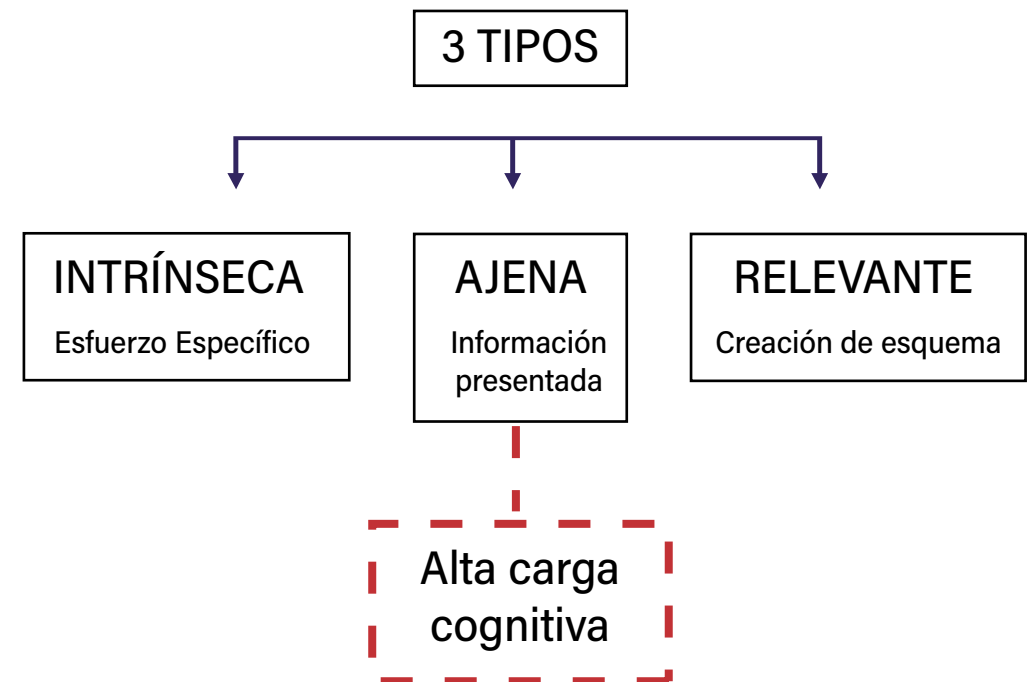 3 TIPOS
INTRÍNSECA
Esfuerzo Específico
AJENA
Información
presentada
RELEVANTE
Creación de esquema
Alta carga
cognitiva